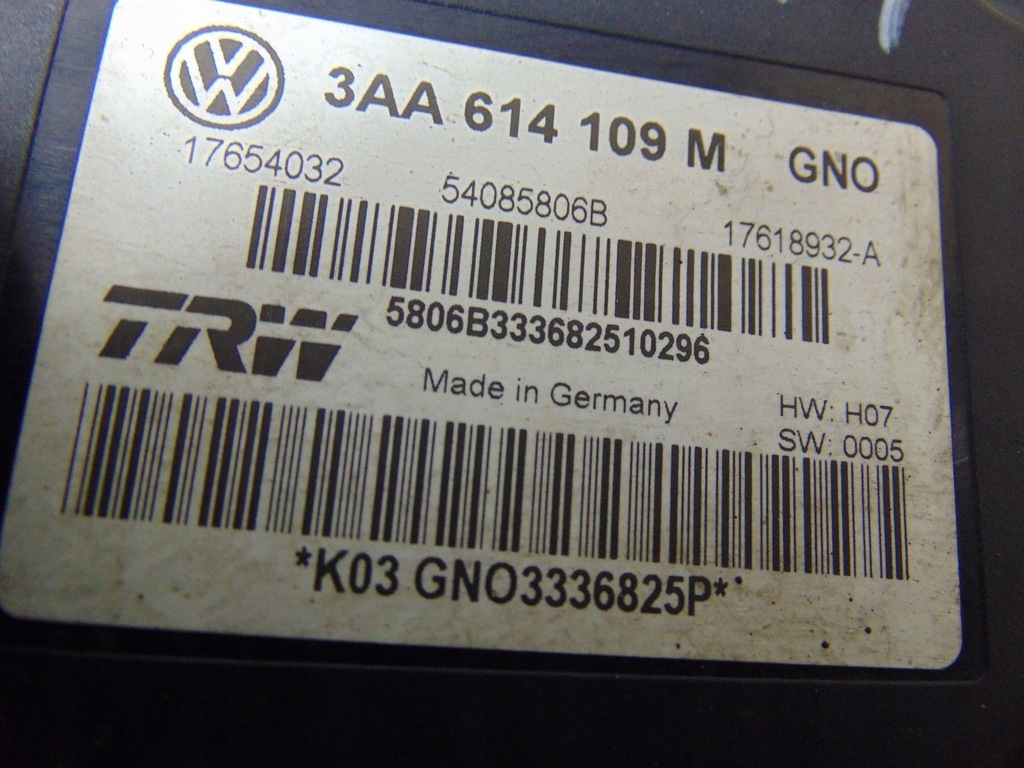 3AA 614 109 M GNO
17654032 54085806B 17618932-A
TRW 5806B333682510296
Made in Germany HW: H07
SW: 0005
*K03 GNO3336825P*